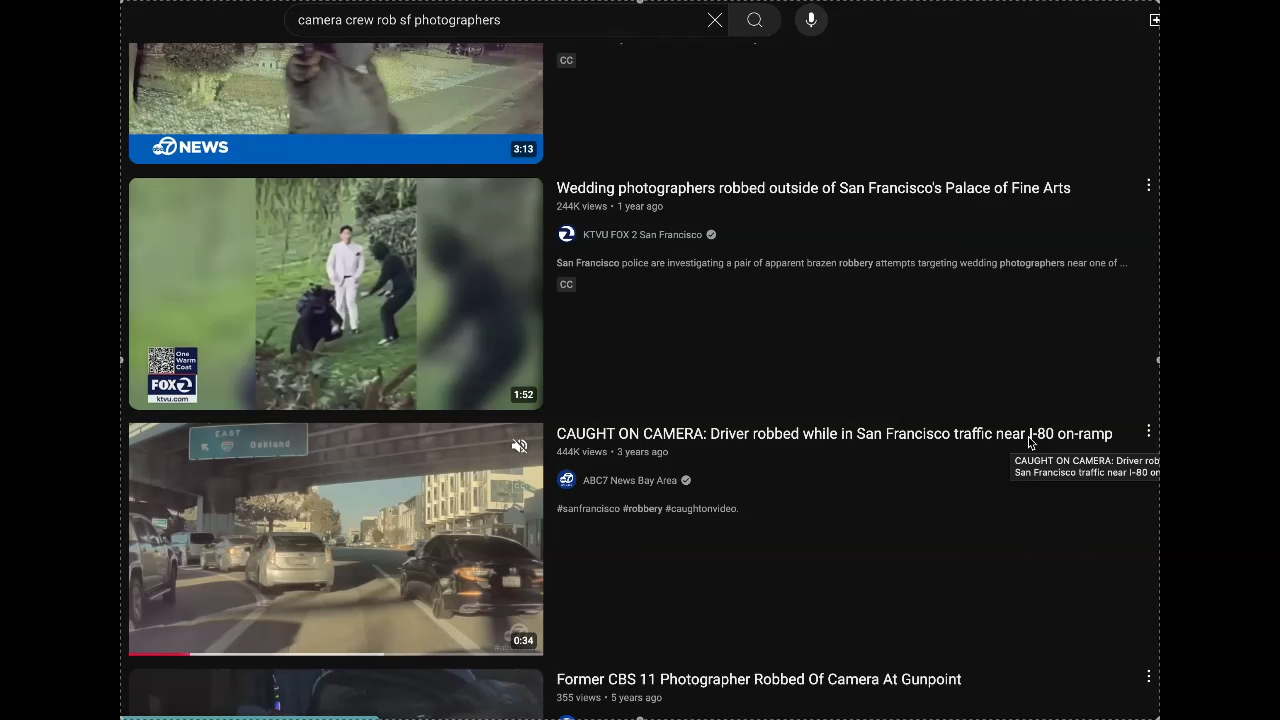 camera crew rob sf photographers
CC
abc7 NEWS
3:13
Wedding photographers robbed outside of San Francisco's Palace of Fine Arts
244K views • 1 year ago
KTVU FOX 2 San Francisco
San Francisco police are investigating a pair of apparent brazen robbery attempts targeting wedding photographers near one of ...
CC
One
Warm
Coat
FOX 2
ktvu.com
1:52
CAUGHT ON CAMERA: Driver robbed while in San Francisco traffic near I-80 on-ramp
444K views • 3 years ago
CAUGHT ON CAMERA: Driver rob
San Francisco traffic near I-80 on
ABC7 News Bay Area
#sanfrancisco #robbery #caughtonvideo.
EAST
Oakland
0:34
Former CBS 11 Photographer Robbed Of Camera At Gunpoint
355 views • 5 years ago